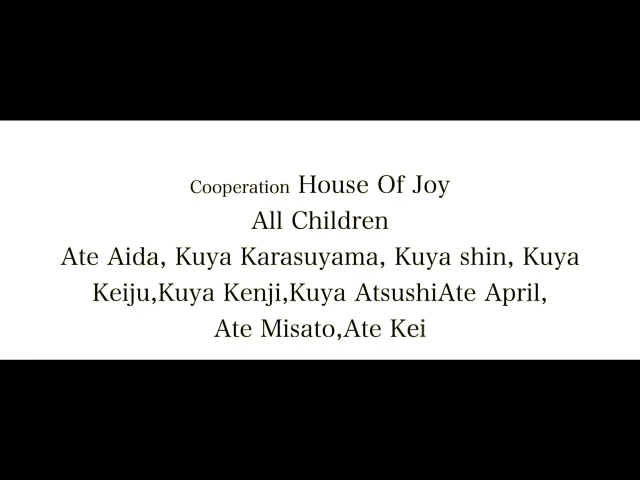 Cooperation House Of Joy
All Children
Ate Aida, Kuya Karasuyama, Kuya shin, Kuya
Keiju,Kuya Kenji,Kuya AtsushiAte April,
Ate Misato,Ate Kei